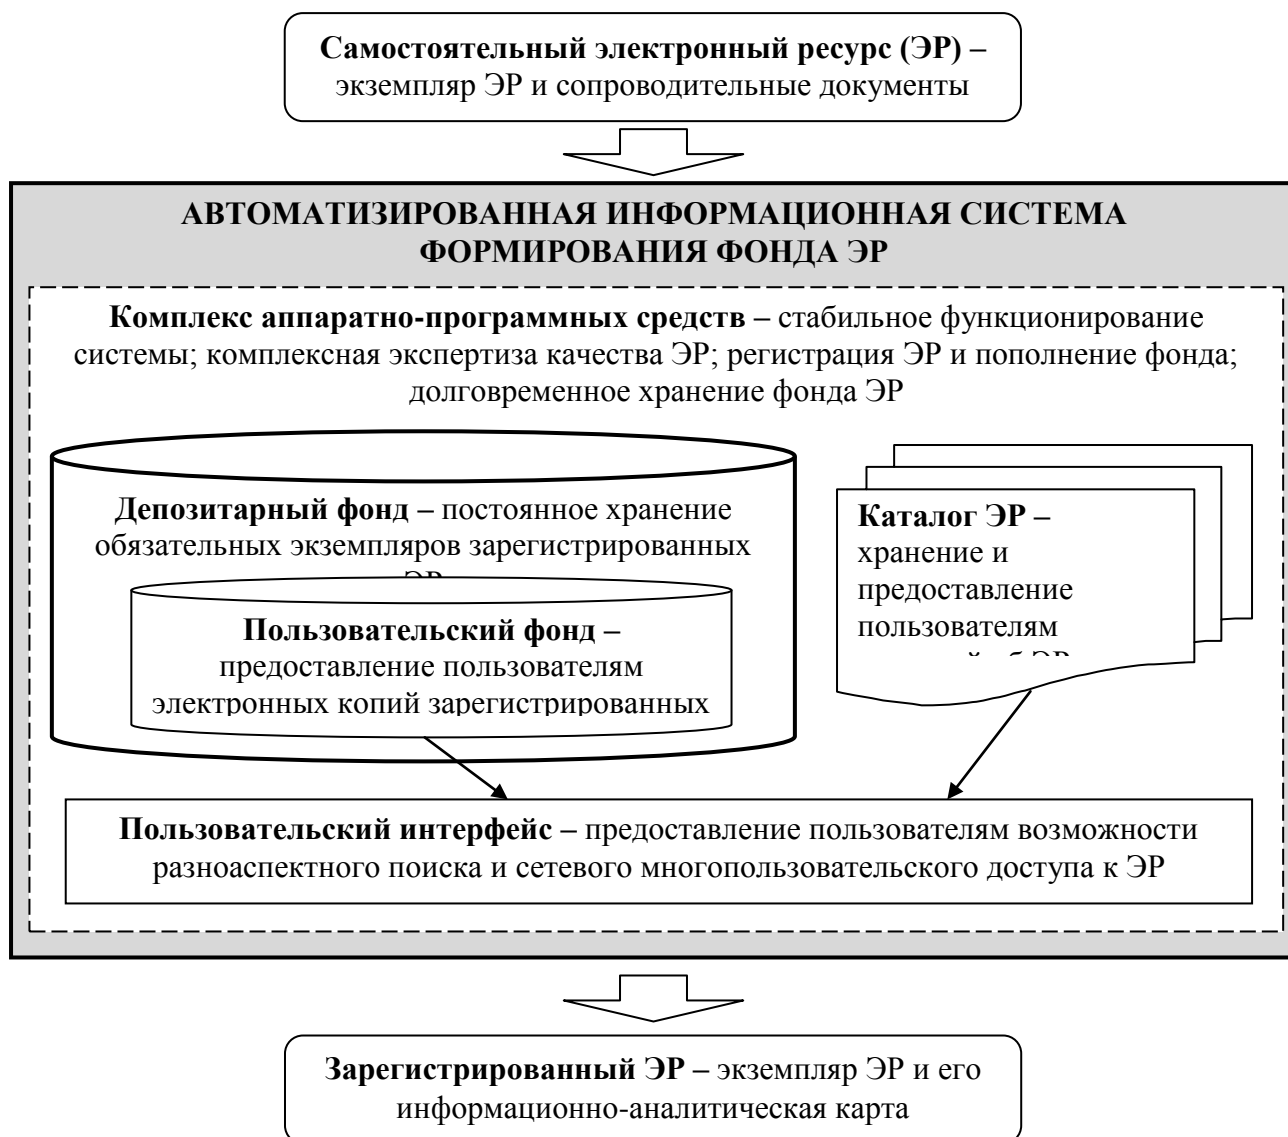 Самостоятельный электронный ресурс (ЭР) –
экземпляр ЭР и сопроводительные документы
АВТОМАТИЗИРОВАННАЯ ИНФОРМАЦИОННАЯ СИСТЕМА
ФОРМИРОВАНИЯ ФОНДА ЭР
Комплекс аппаратно-программных средств – стабильное функционирование
системы; комплексная экспертиза качества ЭР; регистрация ЭР и пополнение фонда;
долговременное хранение фонда ЭР
Депозитарный фонд – постоянное хранение
обязательных экземпляров зарегистрированных
ЭР
Пользовательский фонд –
предоставление пользователям
электронных копий зарегистрированных
Каталог ЭР –
хранение и
предоставление
пользователям
ЭР
Пользовательский интерфейс – предоставление пользователям возможности
разноаспектного поиска и сетевого многопользовательского доступа к ЭР
Зарегистрированный ЭР – экземпляр ЭР и его
информационно-аналитическая карта